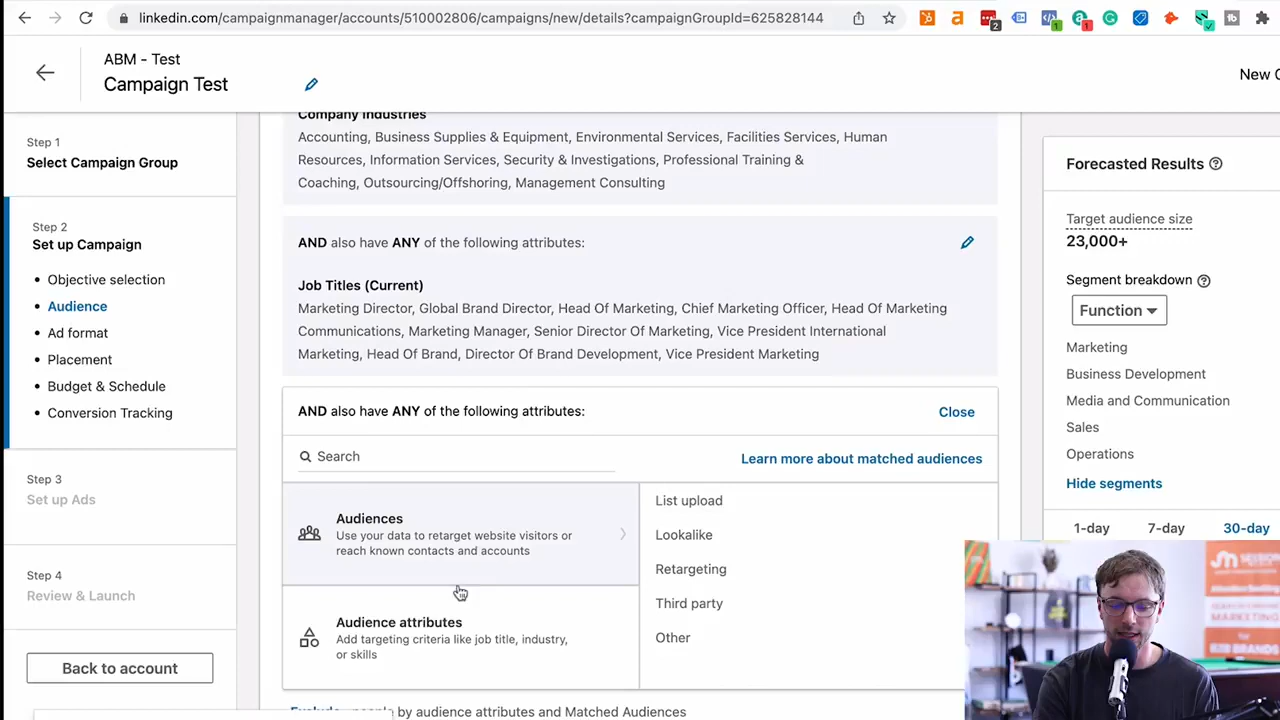 linkedin.com/campaignmanager/accounts/510002806/campaigns/new/details?campaignGroupId=625828144
2
1
1
ABM - Test
Campaign Test
New
Step 1
Select Campaign Group
Step 2
Set up Campaign
Objective selection
Audience
Ad format
Placement
Budget & Schedule
Conversion Tracking
Step 3
Set up Ads
Step 4
Review & Launch
Back to account
Company Industries
Accounting, Business Supplies & Equipment, Environmental Services, Facilities Services, Human
Resources, Information Services, Security & Investigations, Professional Training &
Coaching, Outsourcing/Offshoring, Management Consulting
AND also have ANY of the following attributes:
Job Titles (Current)
Marketing Director, Global Brand Director, Head Of Marketing, Chief Marketing Officer, Head Of Marketing
Communications, Marketing Manager, Senior Director Of Marketing, Vice President International
Marketing, Head Of Brand, Director Of Brand Development, Vice President Marketing
AND also have ANY of the following attributes:
Close
Search
Learn more about matched audiences
Audiences
Use your data to retarget website visitors or
reach known contacts and accounts
Audience attributes
Add targeting criteria like job title, industry,
or skills
List upload
Lookalike
Retargeting
Third party
Other
Exclude people by audience attributes and Matched Audiences
Forecasted Results
Target audience size
23,000+
Segment breakdown
Function
Marketing
Business Development
Media and Communication
Sales
Operations
Hide segments
1-day
7-day
30-day
MARKETING
BRANDS